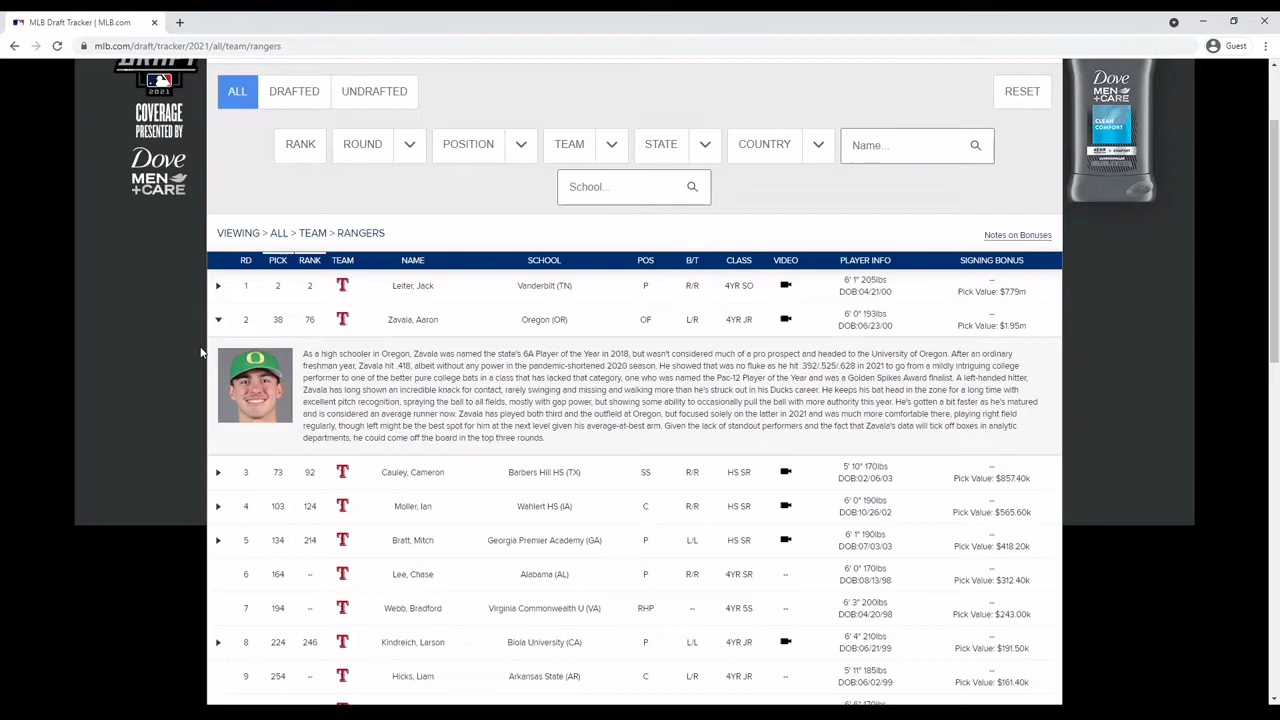 MLB Draft Tracker | MLB.com
mlb.com/draft/tracker/2021/all/team/rangers
Guest
DRAFT
MLB
2021
COVERAGE
PRESENTED BY
Dove
MEN
+CARE
ALL DRAFTED UNDRAFTED RESET
RANK ROUND POSITION TEAM STATE COUNTRY Name...
School...
Dove
MEN
+CARE
CLEAN
COMFORT
VIEWING > ALL > TEAM > RANGERS
Notes on Bonuses
RD PICK RANK TEAM NAME SCHOOL POS B/T CLASS VIDEO PLAYER INFO SIGNING BONUS
1 2 2 T Leiter, Jack Vanderbilt (TN) P R/R 4YR SO 6' 1" 205lbs --
DOB:04/21/00 Pick Value: $7.79m
2 38 76 T Zavala, Aaron Oregon (OR) OF L/R 4YR JR 6' 0" 193lbs --
DOB:06/23/00 Pick Value: $1.95m
As a high schooler in Oregon, Zavala was named the state's 6A Player of the Year in 2018, but wasn't considered much of a pro prospect and headed to the University of Oregon. After an ordinary
freshman year, Zavala hit .418, albeit without any power in the pandemic-shortened 2020 season. He showed that was no fluke as he hit .392/.525/.628 in 2021 to go from a mildly intriguing college
performer to one of the better pure college bats in a class that has lacked that category, one who was named the Pac-12 Player of the Year and was a Golden Spikes Award finalist. A left-handed hitter,
Zavala has long shown an incredible knack for contact, rarely swinging and missing and walking more than he's struck out in his Ducks career. He keeps his bat head in the zone for a long time with
excellent pitch recognition, spraying the ball to all fields, mostly with gap power, but showing some ability to occasionally pull the ball with more authority this year. He's gotten a bit faster as he's matured
and is considered an average runner now. Zavala has played both third and the outfield at Oregon, but focused solely on the latter in 2021 and was much more comfortable there, playing right field
regularly, though left might be the best spot for him at the next level given his average-at-best arm. Given the lack of standout performers and the fact that Zavala's data will tick off boxes in analytic
departments, he could come off the board in the top three rounds.
3 73 92 T Cauley, Cameron Barbers Hill HS (TX) SS R/R HS SR 5' 10" 170lbs --
DOB:02/06/03 Pick Value: $857.40k
4 103 124 T Moller, Ian Wahlert HS (IA) C R/R HS SR 6' 0" 190lbs --
DOB:10/26/02 Pick Value: $565.60k
5 134 214 T Bratt, Mitch Georgia Premier Academy (GA) P L/L HS SR 6' 1" 190lbs --
DOB:07/03/03 Pick Value: $418.20k
6 164 -- T Lee, Chase Alabama (AL) P R/R 4YR SR -- 6' 0" 170lbs --
DOB:08/13/98 Pick Value: $312.40k
7 194 -- T Webb, Bradford Virginia Commonwealth U (VA) RHP -- 4YR 5S -- 6' 3" 200lbs --
DOB:04/20/98 Pick Value: $243.00k
8 224 246 T Kindreich, Larson Biola University (CA) P L/L 4YR JR 6' 4" 210lbs --
DOB:06/21/99 Pick Value: $191.50k
9 254 -- T Hicks, Liam Arkansas State (AR) C L/R 4YR JR -- 5' 11" 185lbs --
DOB:06/02/99 Pick Value: $161.40k